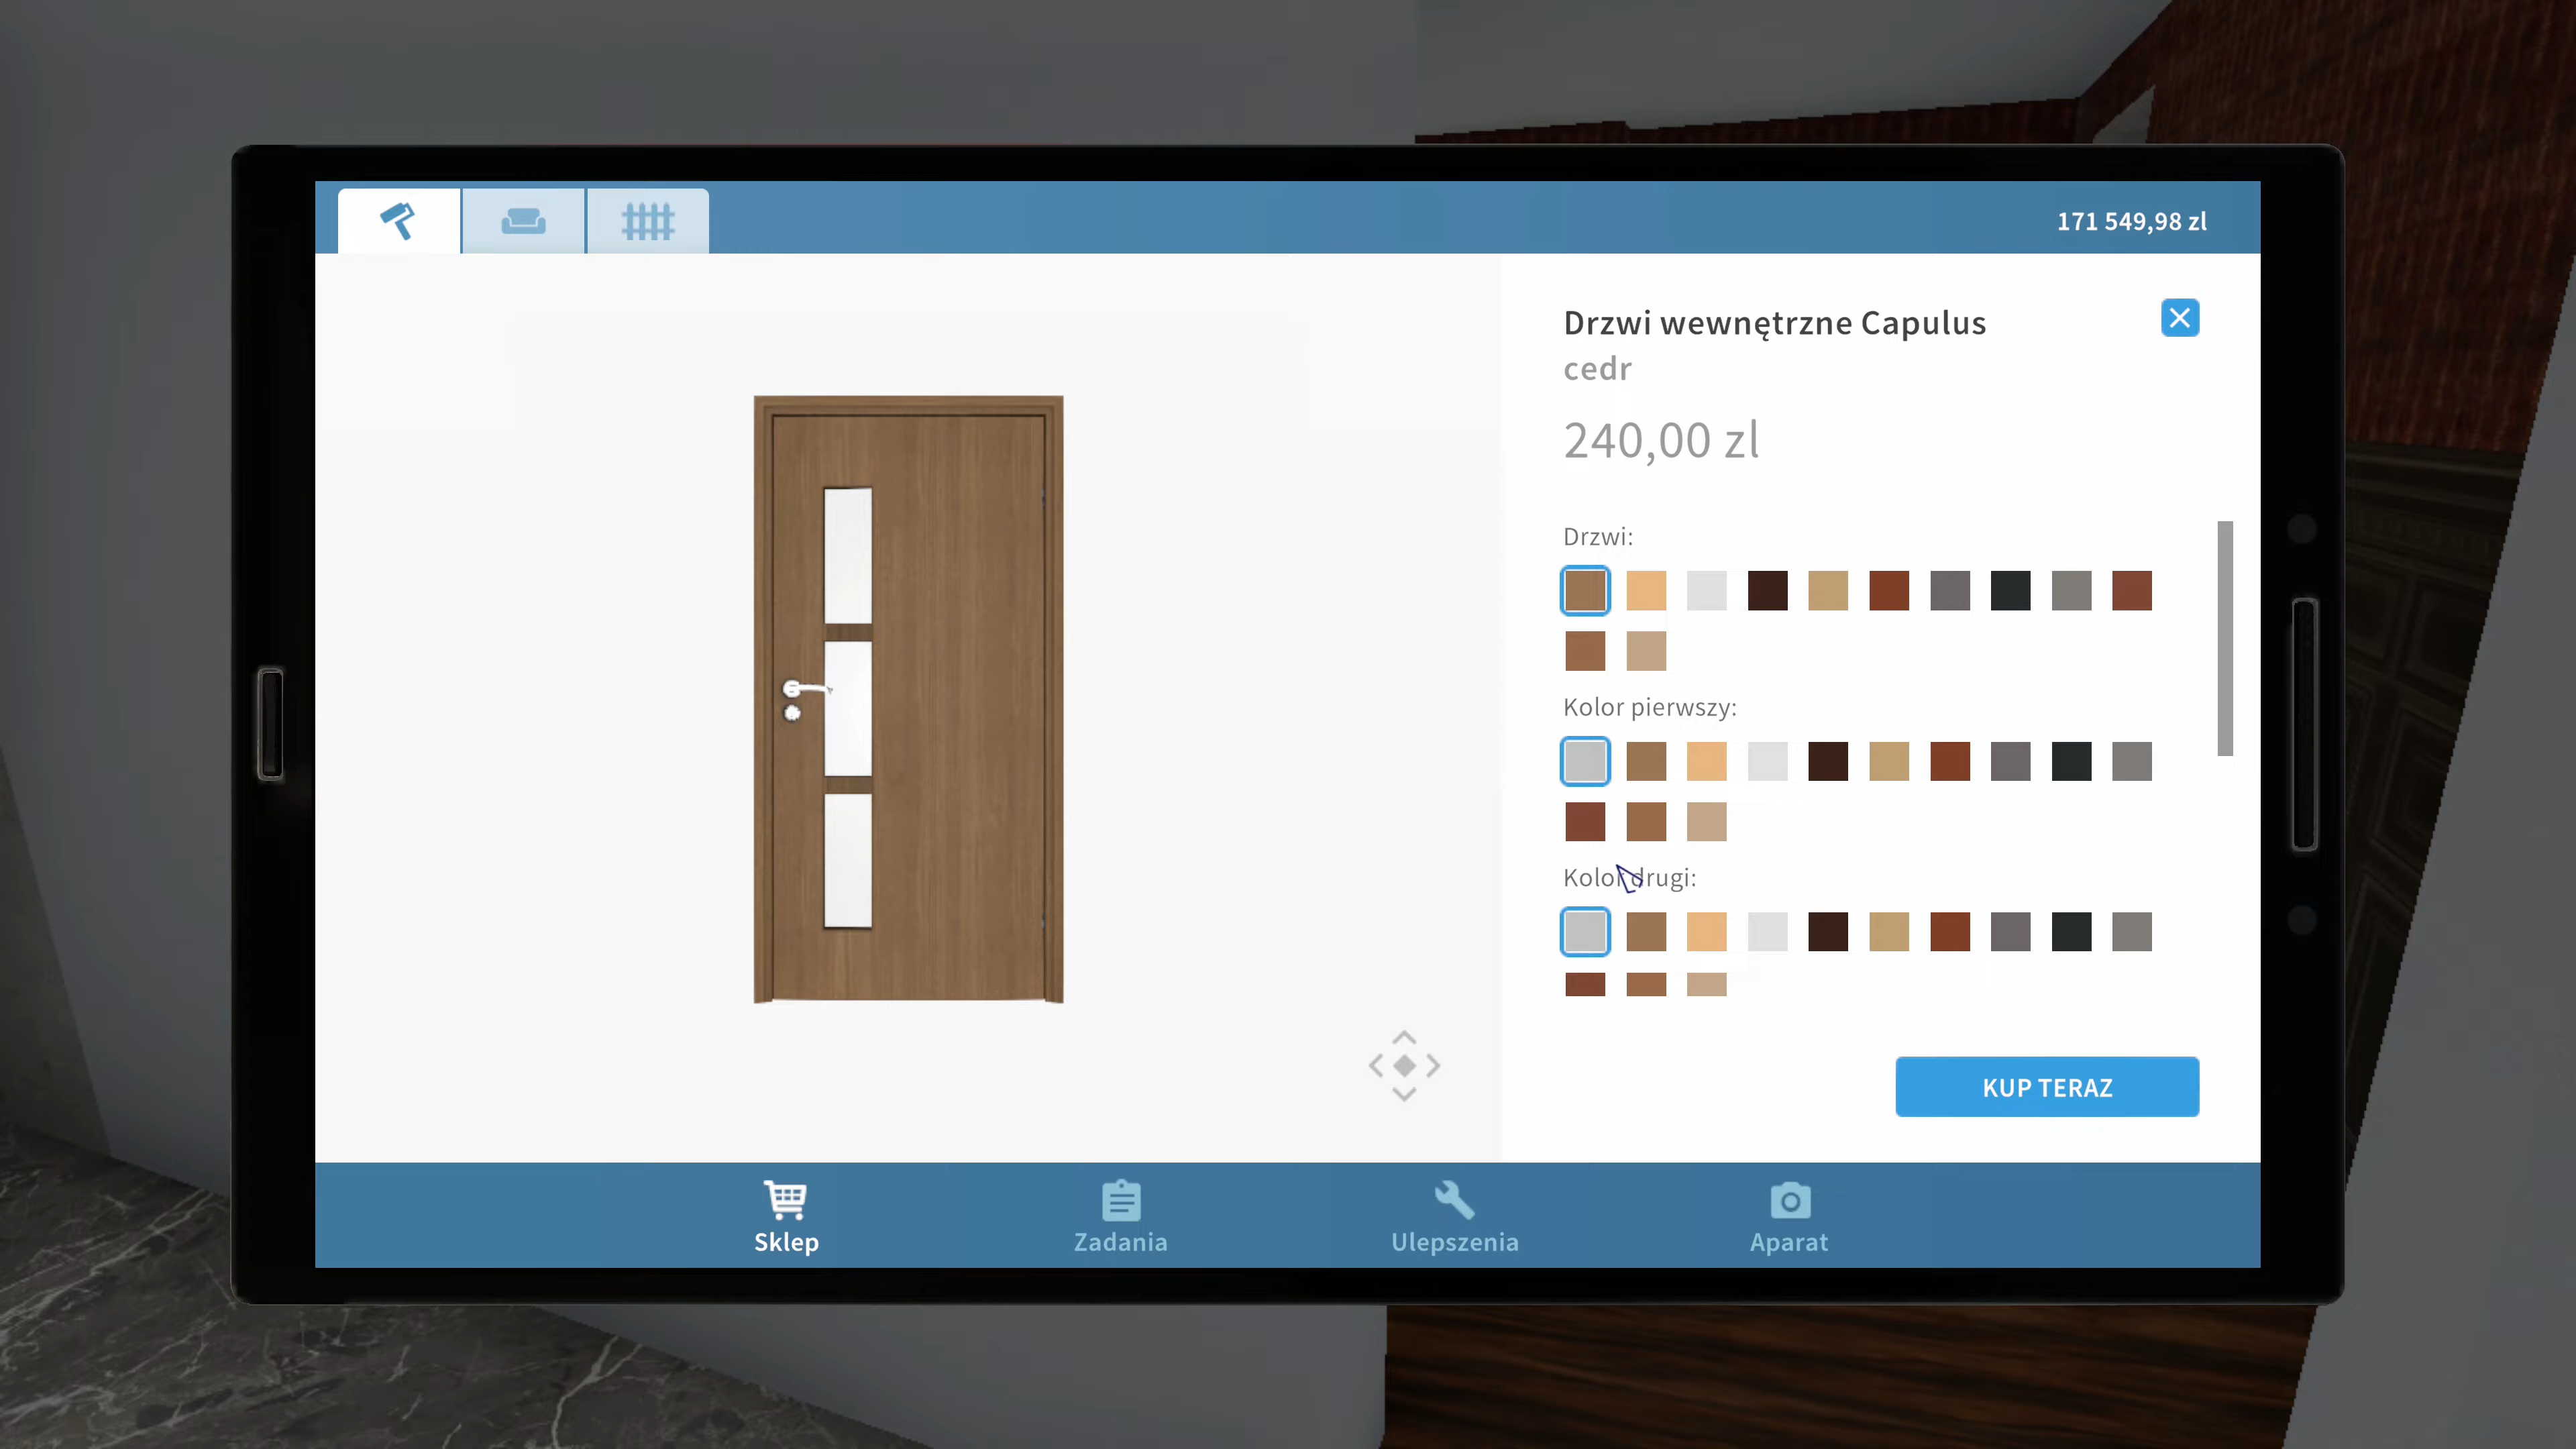 171 549,98 zl
Drzwi wewnętrzne Capulus
cedr
240,00 zl
Drzwi:
Kolor pierwszy:
Kolor drugi:
KUP TERAZ
Sklep
Zadania
Ulepszenia
Aparat